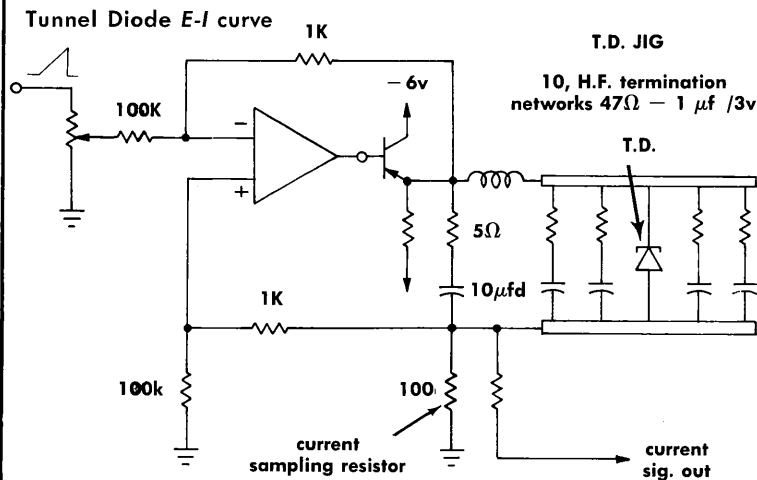 Tunnel Diode E-I curve
1K
T.D. JIG
− 6v
10, H.F. termination
networks 47Ω − 1 μf /3v
100K
T.D.
−
+
5Ω
10μfd
1K
100k
100
current
sampling resistor
current
sig. out